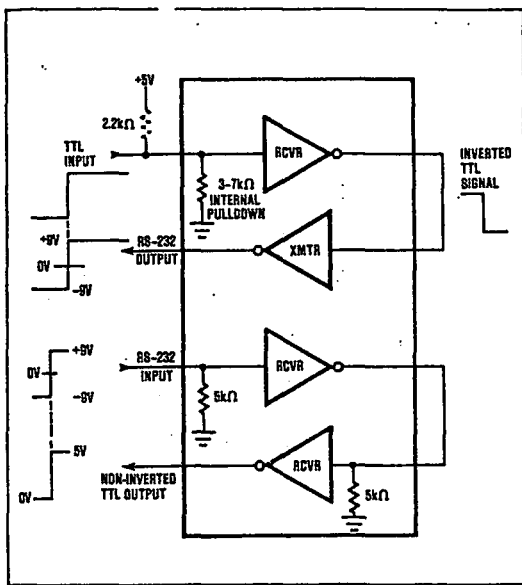 +5V
2.2kΩ
TTL
INPUT
RCVR
INVERTED
TTL
SIGNAL
3-7kΩ
INTERNAL
PULLDOWN
+9V
0V
-9V
RS-232
OUTPUT
XMTR
+9V
0V
-9V
RS-232
INPUT
RCVR
5kΩ
5V
0V
NON-INVERTED
TTL OUTPUT
RCVR
5kΩ